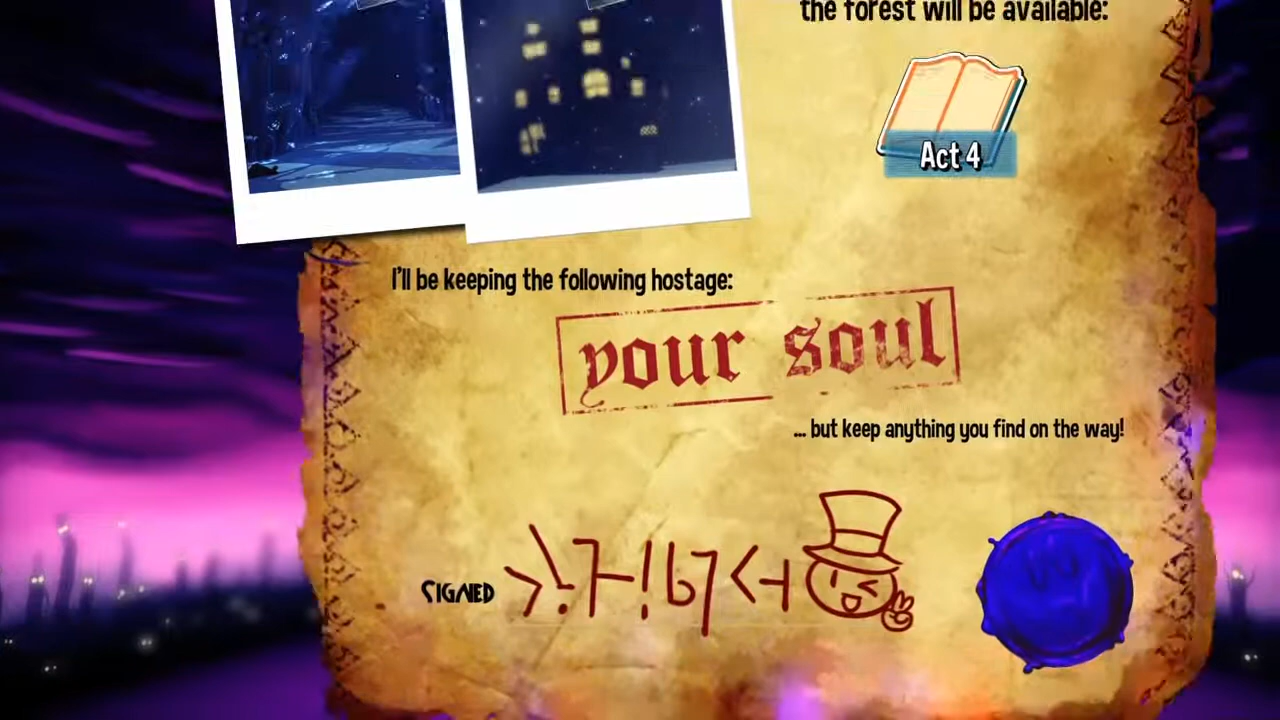 the forest will be available:
Act 4
I'll be keeping the following hostage:
your soul
... but keep anything you find on the way!
SIGNED